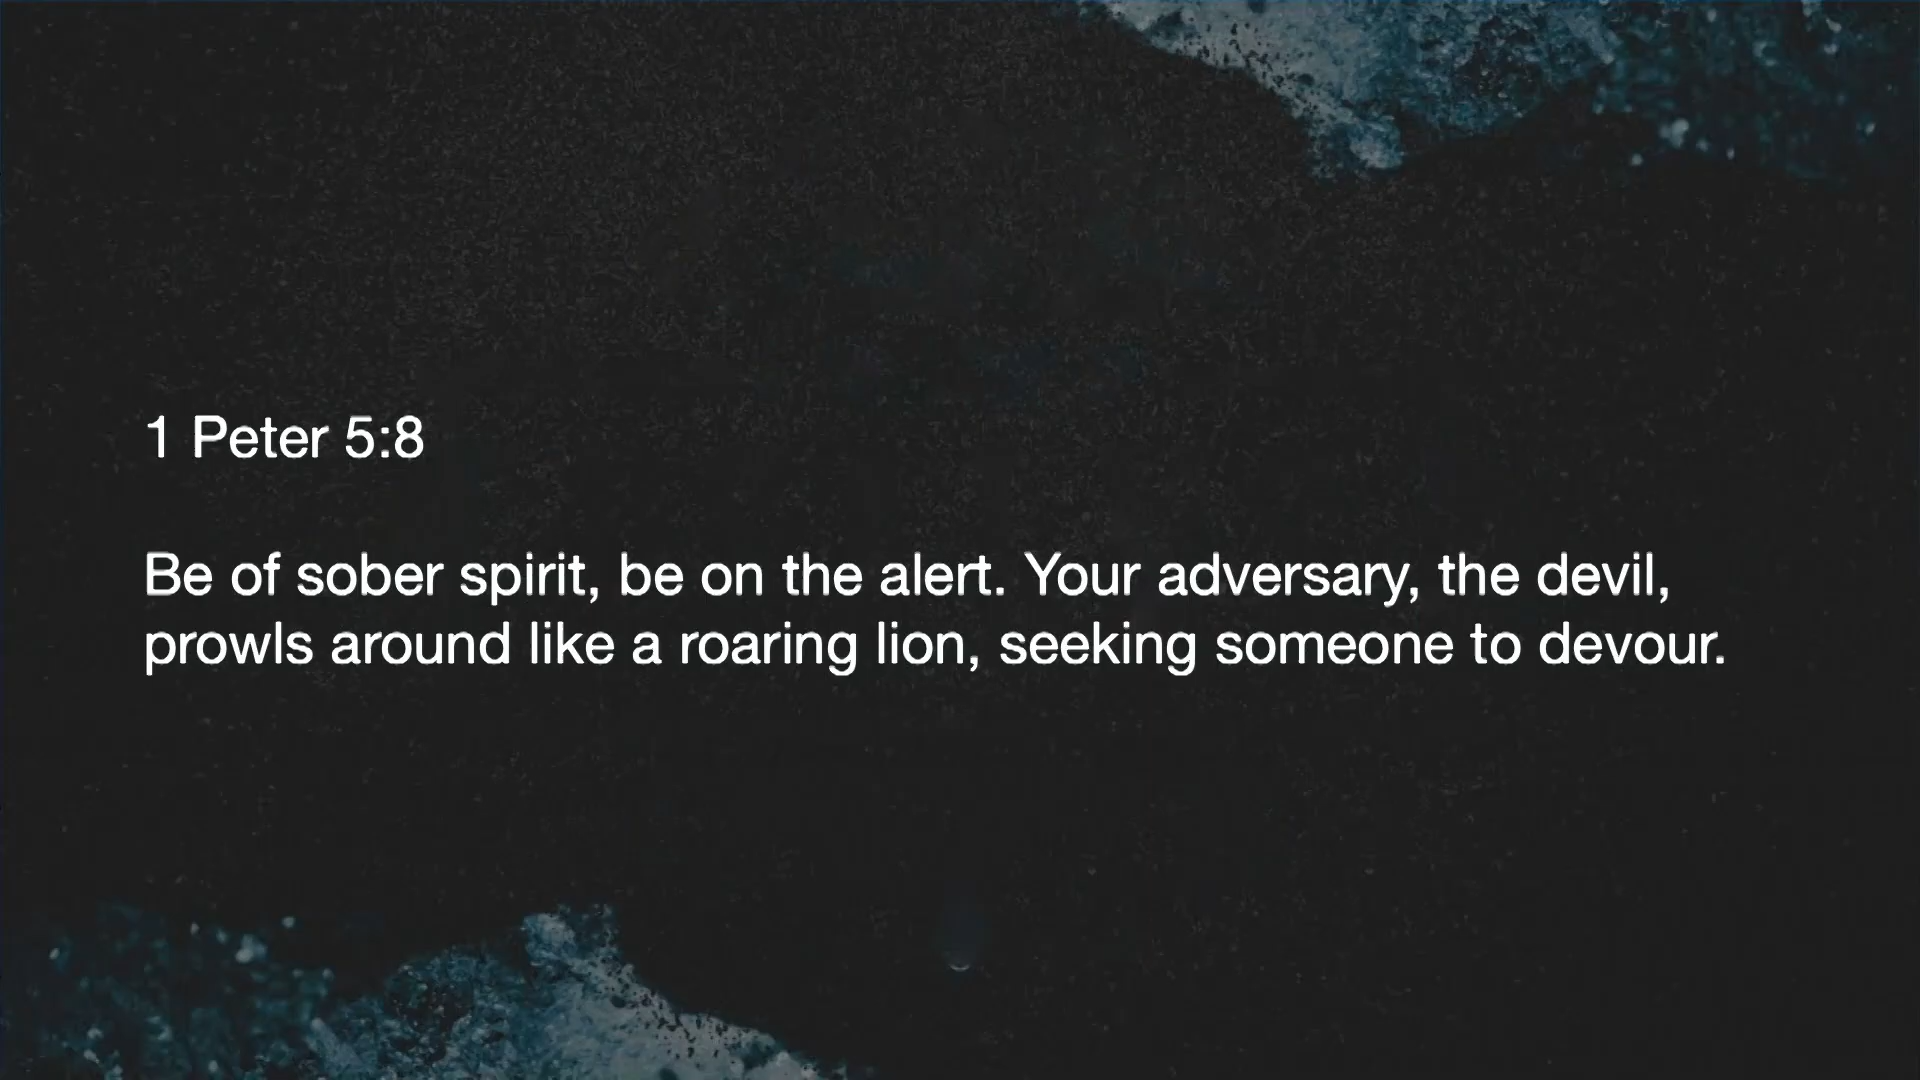 1 Peter 5:8
Be of sober spirit, be on the alert. Your adversary, the devil,
prowls around like a roaring lion, seeking someone to devour.